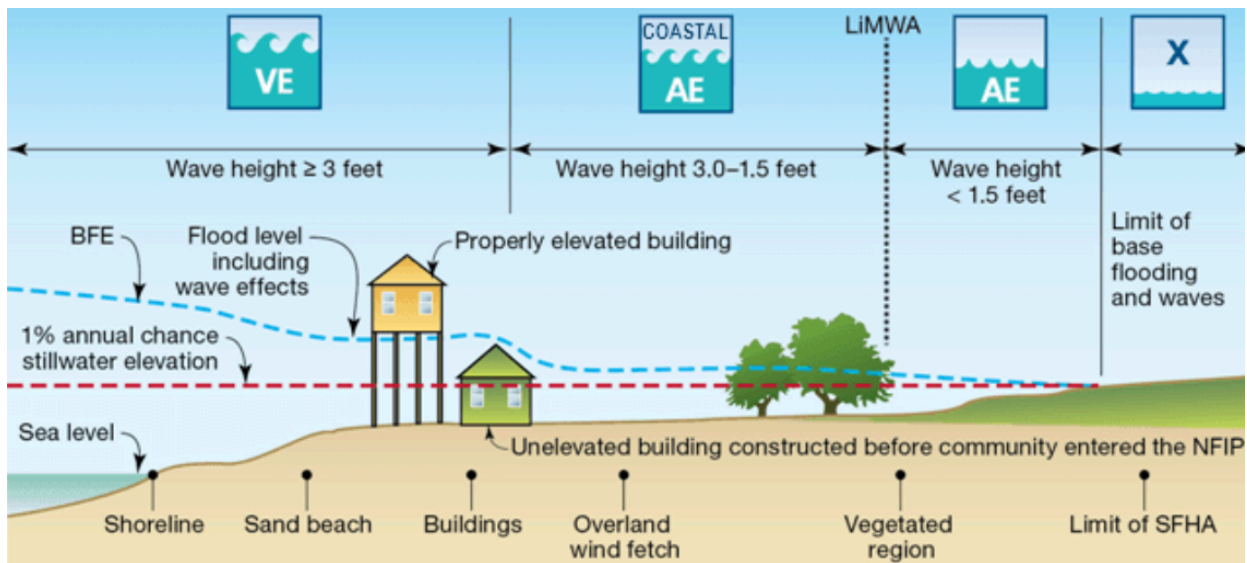 VE
COASTAL
AE
LiMWA
AE
X
Wave height ≥ 3 feet
Wave height 3.0–1.5 feet
Wave height
< 1.5 feet
BFE
Flood level
including
wave effects
Properly elevated building
Limit of
base
flooding
and waves
1% annual chance
stillwater elevation
Sea level
Unelevated building constructed before community entered the NFIP
Shoreline
Sand beach
Buildings
Overland
wind fetch
Vegetated
region
Limit of SFHA